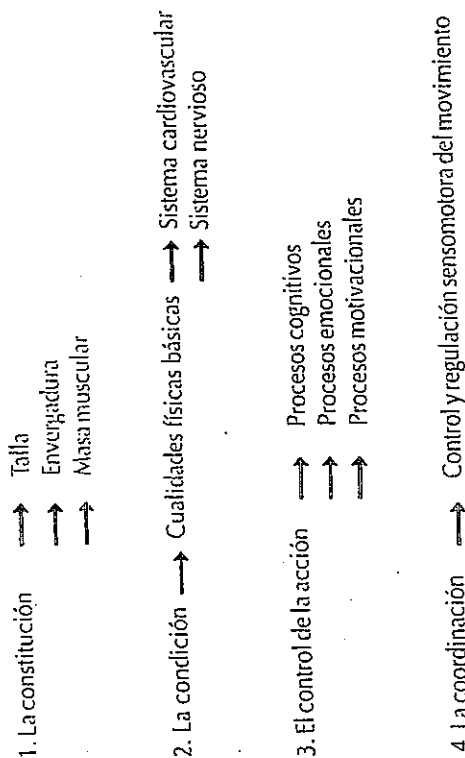 1. La constitución → Talla
→ Envergadura
→ Masa muscular
2. La condición → Cualidades físicas básicas → Sistema cardiovascular
→ Sistema nervioso
3. El control de la acción → Procesos cognitivos
→ Procesos emocionales
→ Procesos motivacionales
4. La coordinación → Control y regulación sensomotora del movimiento